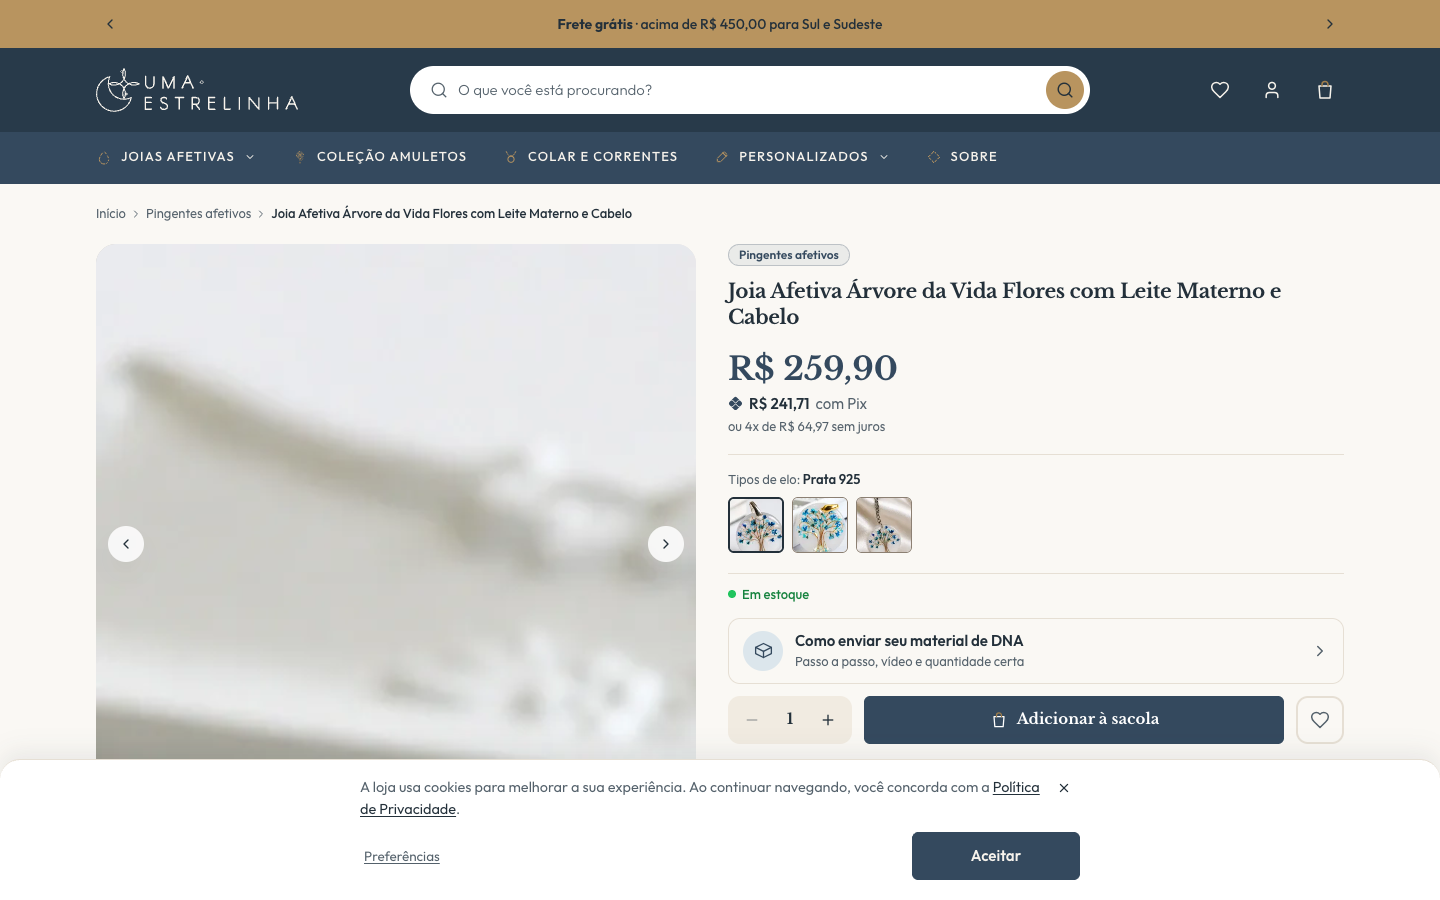 Frete grátis · acima de R$ 450,00 para Sul e Sudeste
UMA
ESTRELINHA
O que você está procurando?
JOIAS AFETIVAS
COLEÇÃO AMULETOS
COLAR E CORRENTES
PERSONALIZADOS
SOBRE
Início > Pingentes afetivos > Joia Afetiva Árvore da Vida Flores com Leite Materno e Cabelo
Pingentes afetivos
Joia Afetiva Árvore da Vida Flores com Leite Materno e
Cabelo
R$ 259,90
R$ 241,71 com Pix
ou 4x de R$ 64,97 sem juros
Tipos de elo: Prata 925
Em estoque
Como enviar seu material de DNA
Passo a passo, vídeo e quantidade certa
1
Adicionar à sacola
A loja usa cookies para melhorar a sua experiência. Ao continuar navegando, você concorda com a Política
de Privacidade.
Preferências
Aceitar